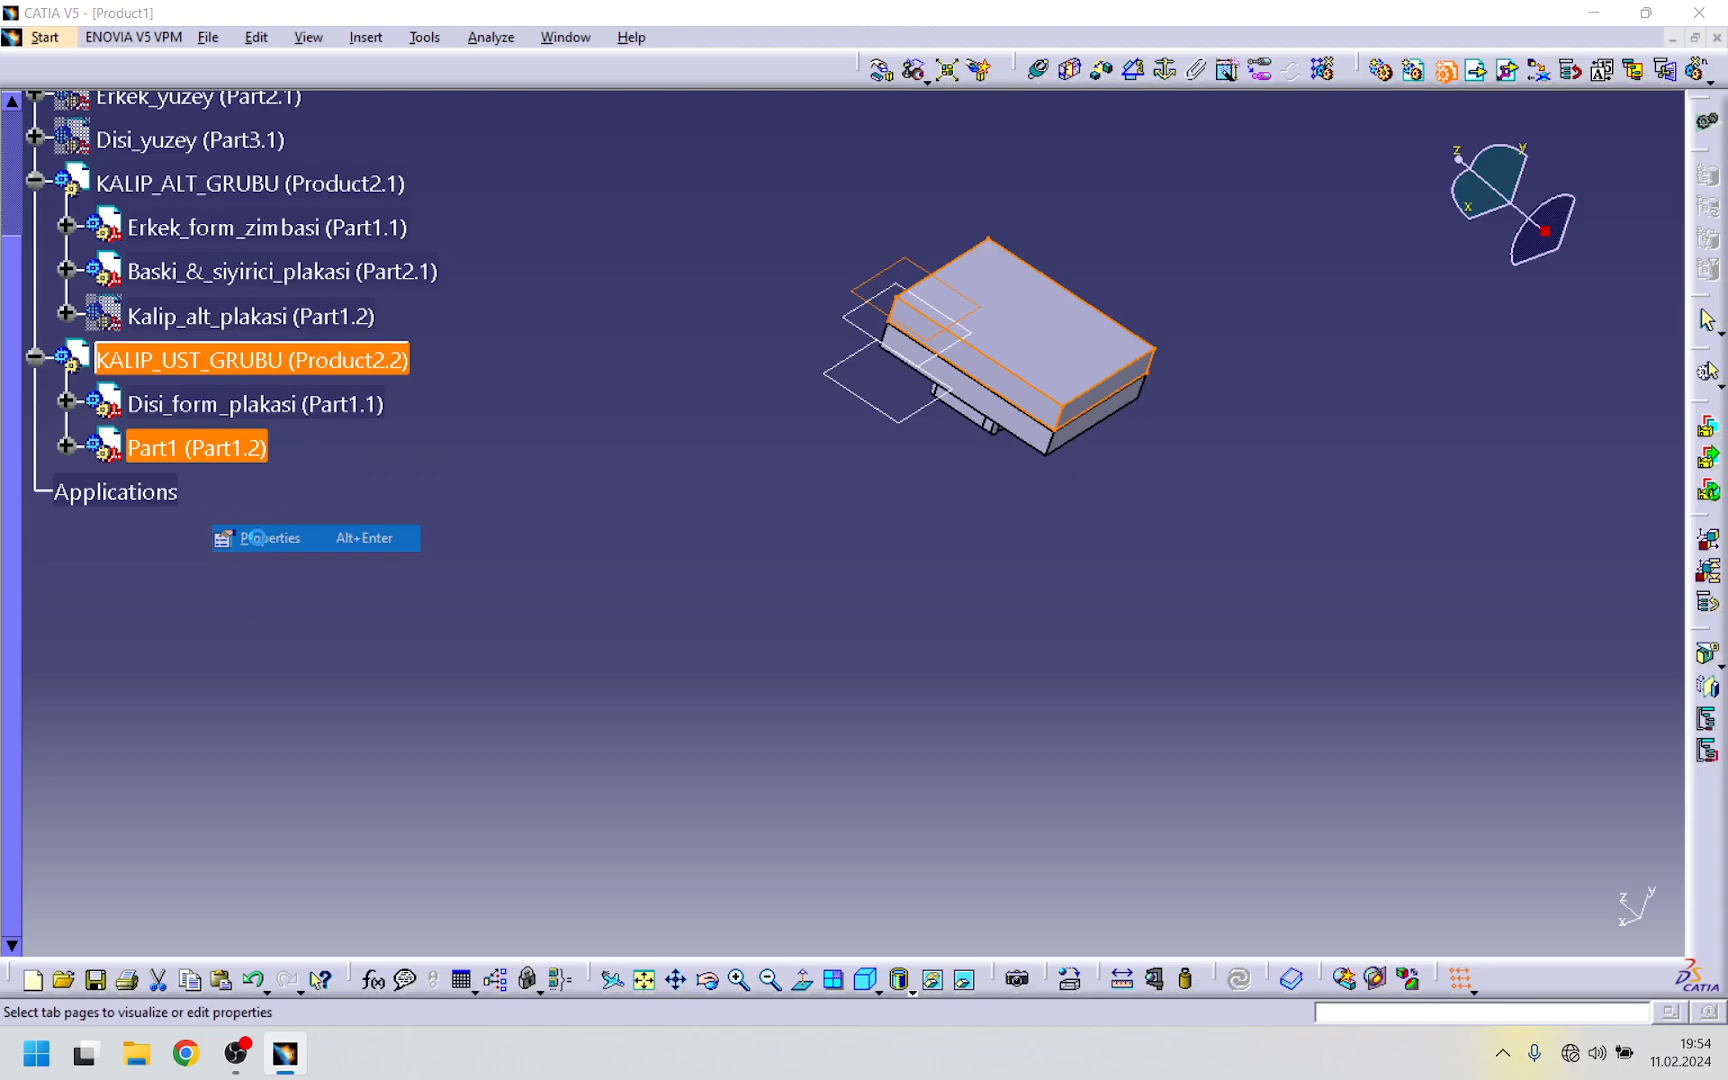 CATIA V5 - [Product1]
Start ENOVIA V5 VPM File Edit View Insert Tools Analyze Window Help
Erkek_yuzey (Part2.1)
Disi_yuzey (Part3.1)
KALIP_ALT_GRUBU (Product2.1)
Erkek_form_zimbasi (Part1.1)
Baski_&_siyirici_plakasi (Part2.1)
Kalip_alt_plakasi (Part1.2)
KALIP_UST_GRUBU (Product2.2)
Disi_form_plakasi (Part1.1)
Part1 (Part1.2)
Applications
Properties Alt+Enter
z y
x
z y
x
CATIA
Select tab pages to visualize or edit properties
19:54
11.02.2024